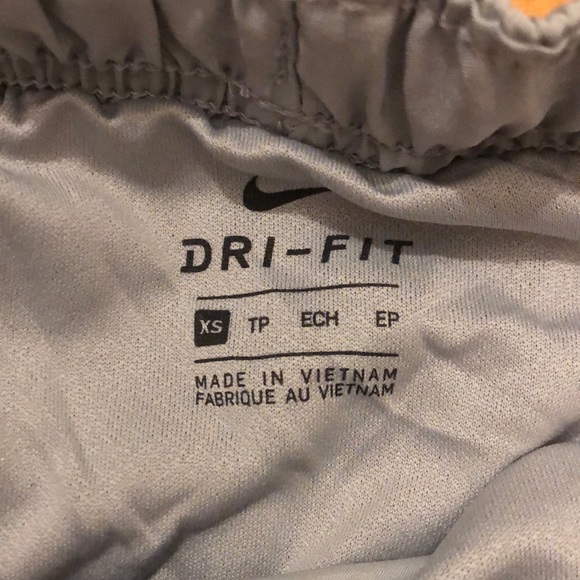 DRI-FIT
XS TP ECH EP
MADE IN VIETNAM
FABRIQUE AU VIETNAM